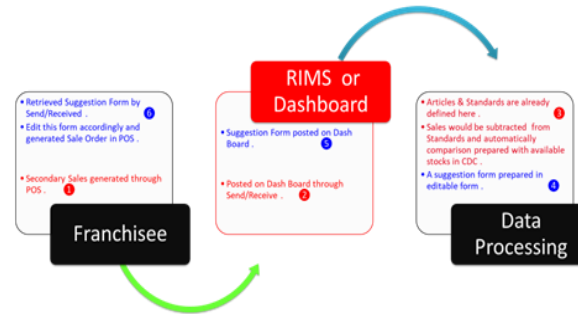 RIMS or
Dashboard
• Retrieved Suggestion Form by
Send/Received . 6
• Edit this form accordingly and
generated Sale Order in POS .
• Secondary Sales generated through
POS . 1
Franchisee
• Suggestion Form posted on Dash
Board . 5
• Posted on Dash Board through
Send/Receive . 2
• Articles & Standards are already
defined here . 3
• Sales would be subtracted from
Standards and automatically
comparison prepared with available
stocks in CDC .
• A suggestion form prepared in
editable form . 4
Data
Processing